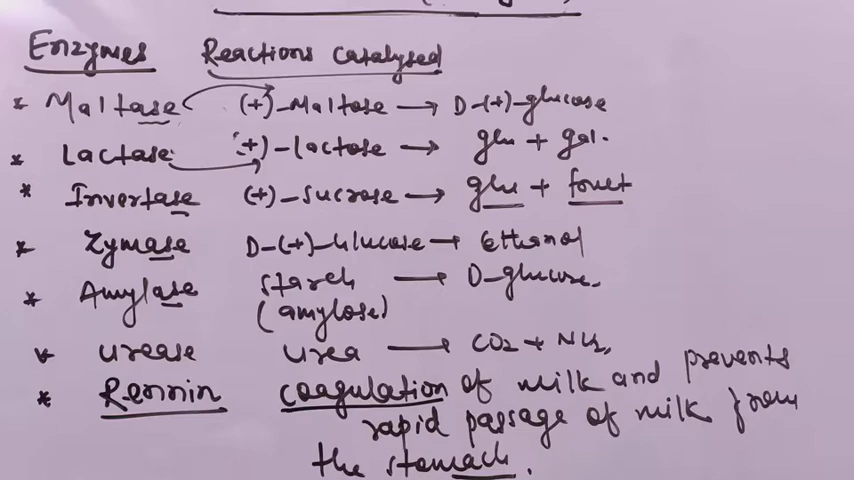 Enzymes Reactions catalysed
* Maltase (+)-Maltose → D-(+)-glucose
* Lactase (+)-lactose → glu + gal.
* Invertase (+)-sucrose → glu + fruct
* Zymase D-(+)-Glucose → Ethanol
* Amylase starch → D-glucose.
(amylose)
* urease urea → CO2 + NH3
* Rennin coagulation of milk and prevents
rapid passage of milk from
the stomach.